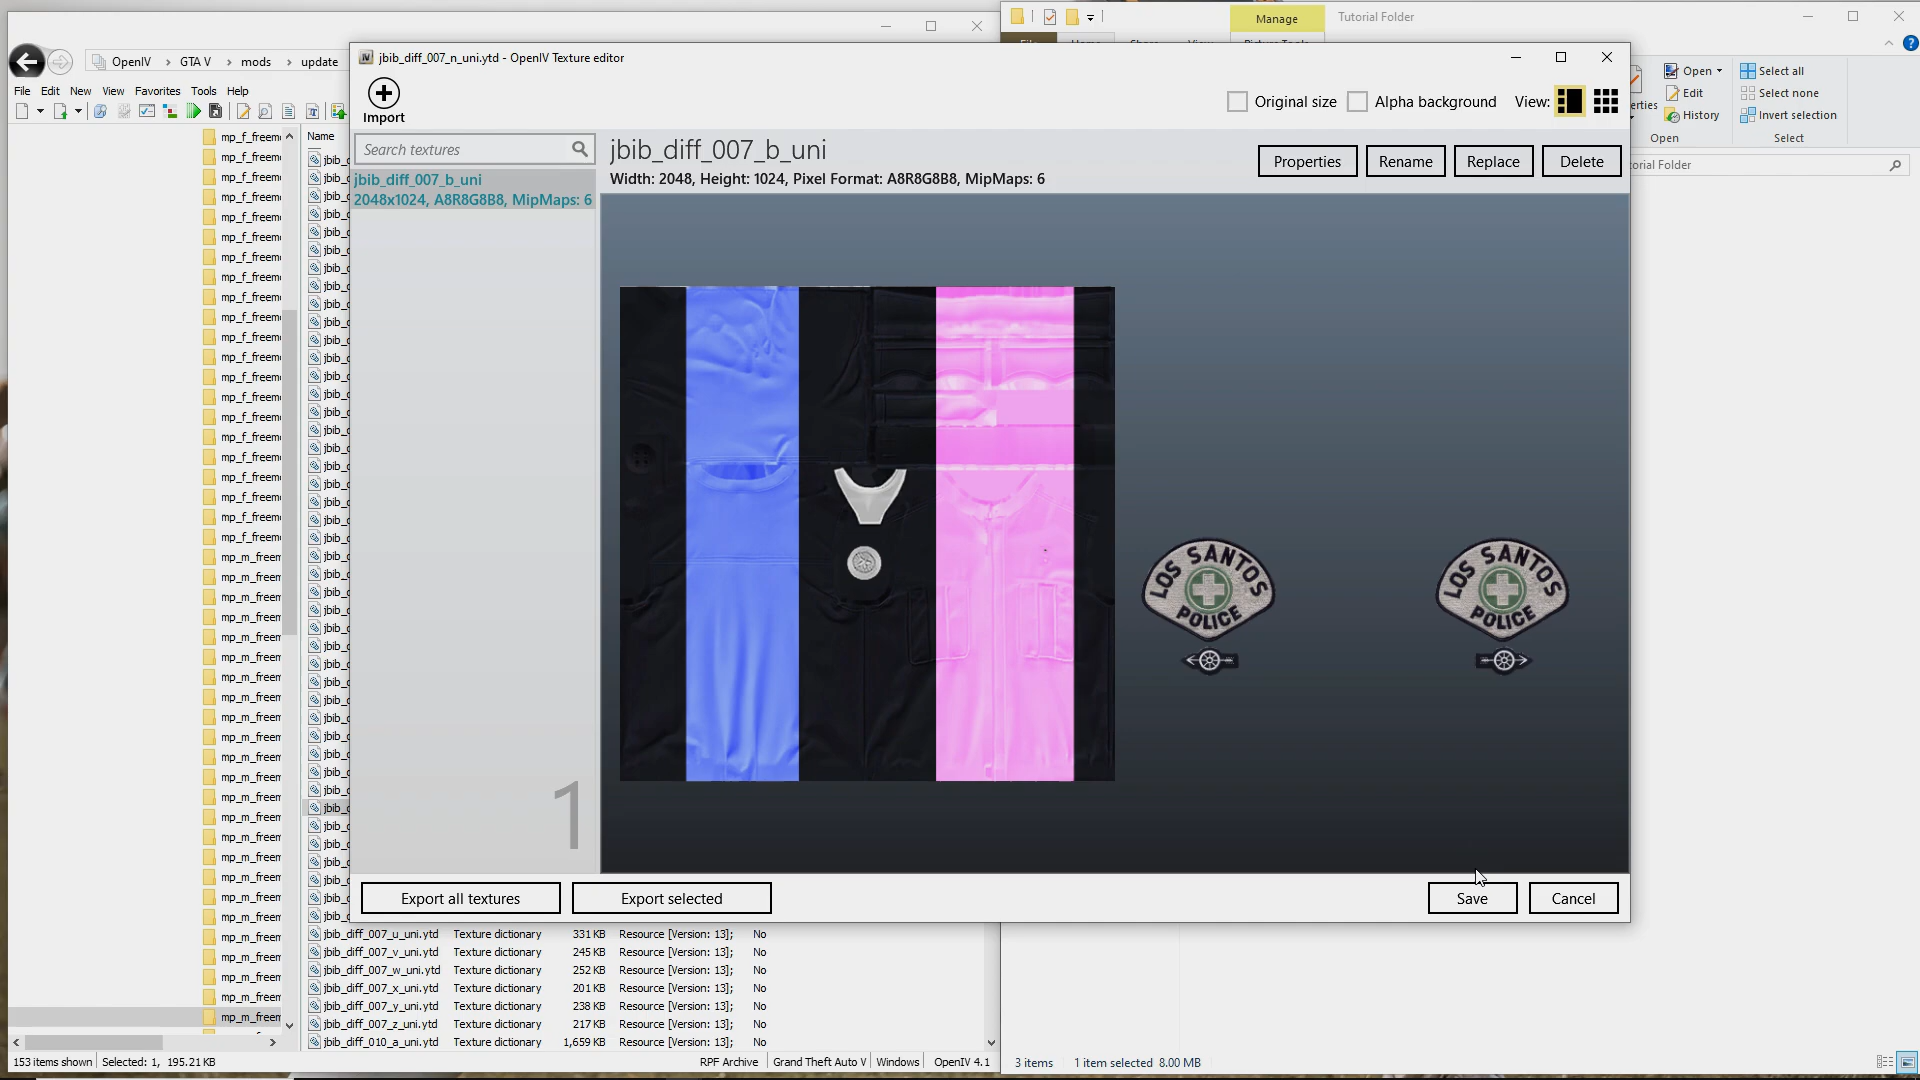 Manage
Tutorial Folder
OpenIV
GTA V
mods
update
File Edit New View Favorites Tools Help
jbib_diff_007_n_uni.ytd - OpenIV Texture editor
Import
Original size
Alpha background
View:
Search textures
jbib_diff_007_b_uni
Width: 2048, Height: 1024, Pixel Format: A8R8G8B8, MipMaps: 6
Properties
Rename
Replace
Delete
jbib_diff_007_b_uni
2048x1024, A8R8G8B8, MipMaps: 6
1
LOS SANTOS
POLICE
LOS SANTOS
POLICE
Export all textures
Export selected
Save
Cancel
Open
Edit
History
Open
Select all
Select none
Invert selection
Select
Name
jbib_diff_007_u_uni.ytd Texture dictionary 331 KB Resource [Version: 13]; No
jbib_diff_007_v_uni.ytd Texture dictionary 245 KB Resource [Version: 13]; No
jbib_diff_007_w_uni.ytd Texture dictionary 252 KB Resource [Version: 13]; No
jbib_diff_007_x_uni.ytd Texture dictionary 201 KB Resource [Version: 13]; No
jbib_diff_007_y_uni.ytd Texture dictionary 238 KB Resource [Version: 13]; No
jbib_diff_007_z_uni.ytd Texture dictionary 217 KB Resource [Version: 13]; No
jbib_diff_010_a_uni.ytd Texture dictionary 1,659 KB Resource [Version: 13]; No
153 items shown Selected: 1, 195.21 KB
RPF Archive Grand Theft Auto V Windows OpenIV 4.1
3 items 1 item selected 8.00 MB